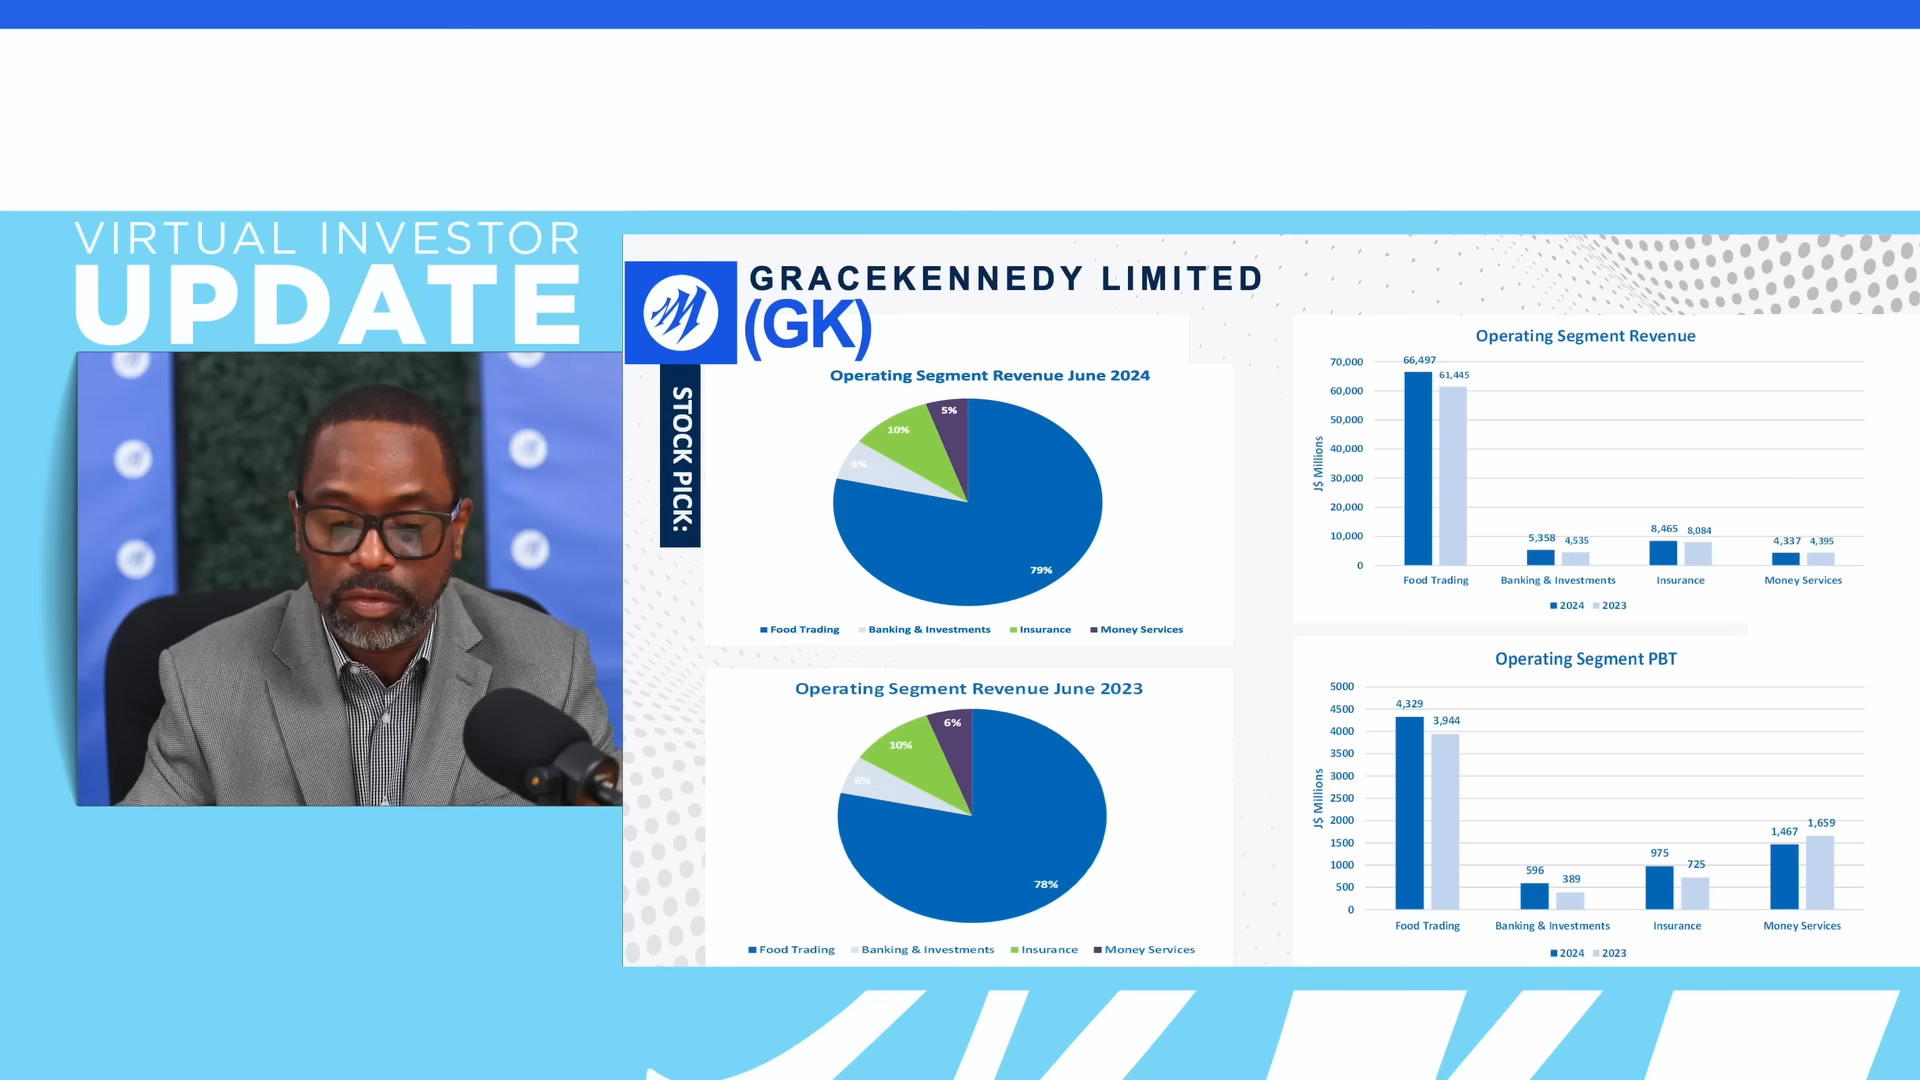 VIRTUAL INVESTOR
UPDATE
GRACEKENNEDY LIMITED
(GK)
STOCK PICK:
Operating Segment Revenue June 2024
5%
10%
6%
79%
Food Trading Banking & Investments Insurance Money Services
Operating Segment Revenue June 2023
6%
10%
6%
78%
Food Trading Banking & Investments Insurance Money Services
Operating Segment Revenue
J$ Millions
70,000
60,000
50,000
40,000
30,000
20,000
10,000
0
66,497 61,445
5,358 4,535
8,465 8,084
4,337 4,395
Food Trading Banking & Investments Insurance Money Services
2024 2023
Operating Segment PBT
J$ Millions
5000
4500
4000
3500
3000
2500
2000
1500
1000
500
0
4,329 3,944
596 389
975 725
1,467 1,659
Food Trading Banking & Investments Insurance Money Services
2024 2023